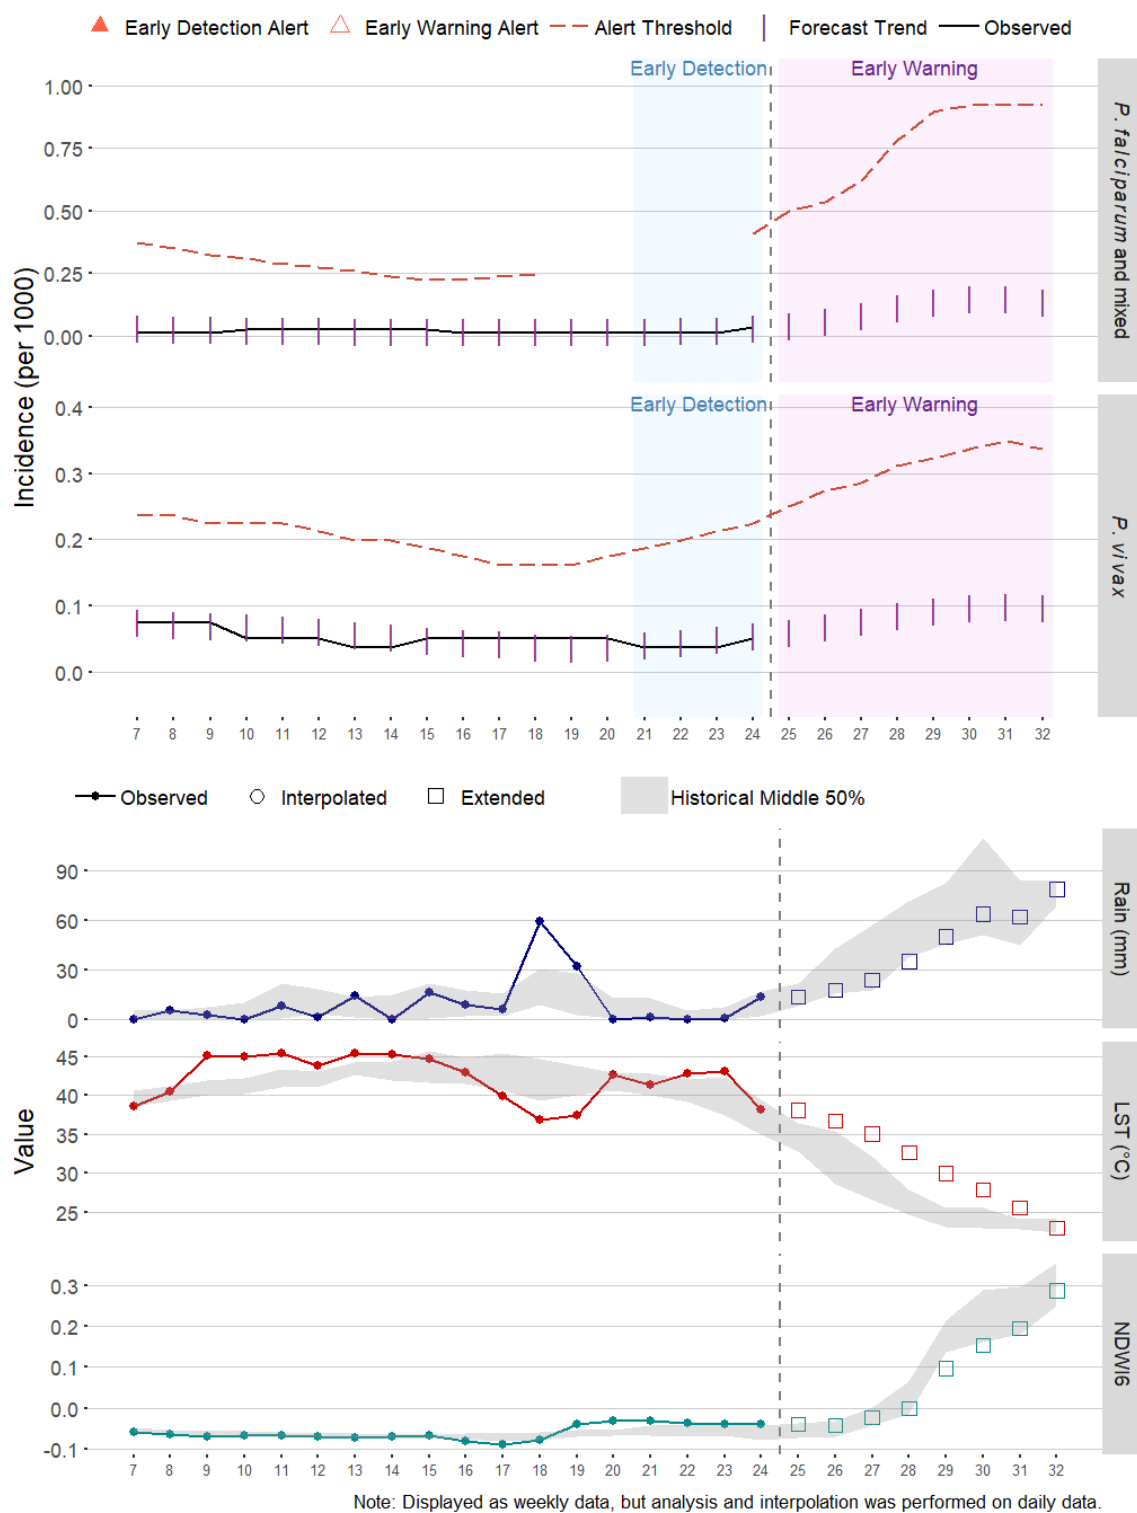 Early Detection Alert Early Warning Alert Alert Threshold Forecast Trend Observed
Early Detection Early Warning
1.00
0.75
0.50
0.25
0.00
P. falciparum and mixed
Incidence (per 1000)
Early Detection Early Warning
0.4
0.3
0.2
0.1
0.0
P. vivax
7 8 9 10 11 12 13 14 15 16 17 18 19 20 21 22 23 24 25 26 27 28 29 30 31 32
Observed Interpolated Extended Historical Middle 50%
90
60
30
0
Rain (mm)
Value
45
40
35
30
25
LST (°C)
0.3
0.2
0.1
0.0
-0.1
NDWI6
7 8 9 10 11 12 13 14 15 16 17 18 19 20 21 22 23 24 25 26 27 28 29 30 31 32
Note: Displayed as weekly data, but analysis and interpolation was performed on daily data.